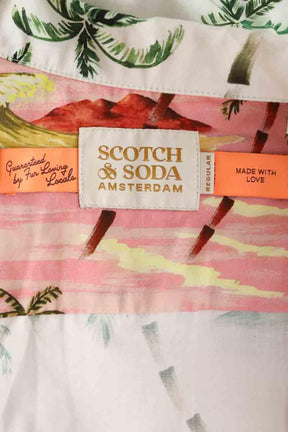 Guaranteed
by Fun Loving
Locals
SCOTCH
& SODA
AMSTERDAM
REGULAR
MADE WITH
LOVE